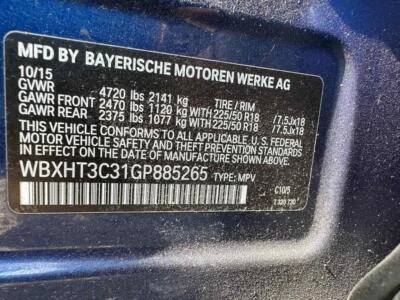 MFD BY BAYERISCHE MOTOREN WERKE AG
10/15
GVWR 4720 lbs 2141 kg TIRE / RIM
GAWR FRONT 2470 lbs 1120 kg WITH 225/50 R18 /7.5Jx18
GAWR REAR 2375 lbs 1077 kg WITH 225/50 R18 /7.5Jx18
THIS VEHICLE CONFORMS TO ALL APPLICABLE U.S. FEDERAL
MOTOR VEHICLE SAFETY AND THEFT PREVENTION STANDARDS
IN EFFECT ON THE DATE OF MANUFACTURE SHOWN ABOVE.
WBXHT3C31GP885265 TYPE: MPV
C10/5